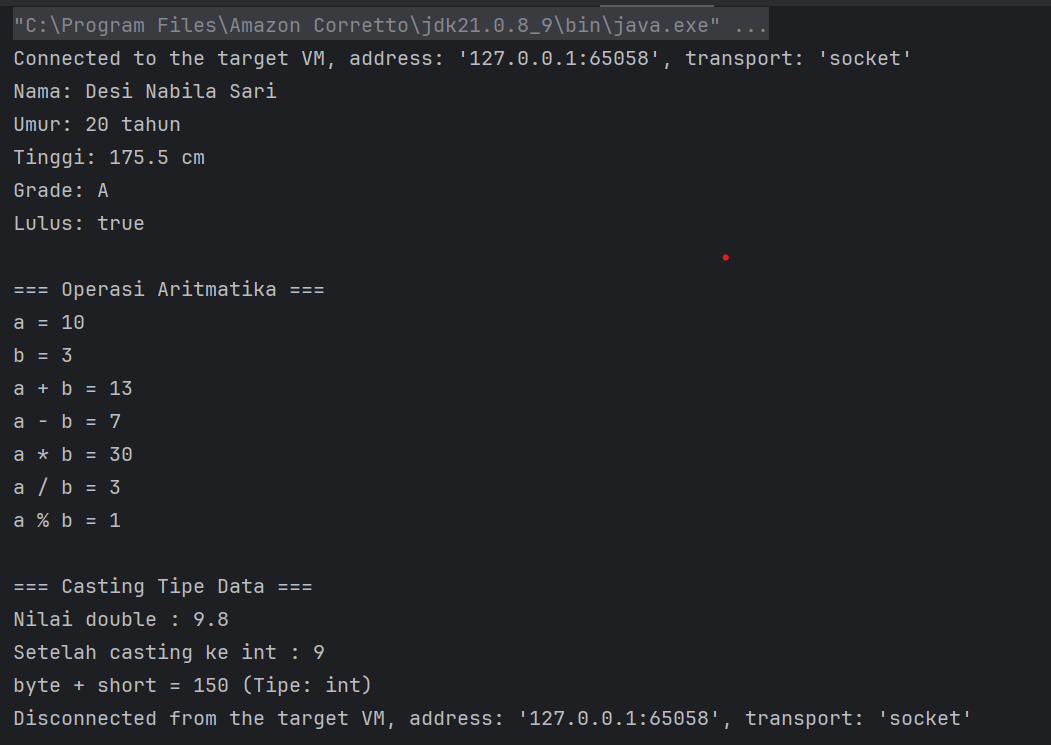 "C:\Program Files\Amazon Corretto\jdk21.0.8_9\bin\java.exe" ...
Connected to the target VM, address: '127.0.0.1:65058', transport: 'socket'
Nama: Desi Nabila Sari
Umur: 20 tahun
Tinggi: 175.5 cm
Grade: A
Lulus: true
=== Operasi Aritmatika ===
a = 10
b = 3
a + b = 13
a - b = 7
a * b = 30
a / b = 3
a % b = 1
=== Casting Tipe Data ===
Nilai double : 9.8
Setelah casting ke int : 9
byte + short = 150 (Tipe: int)
Disconnected from the target VM, address: '127.0.0.1:65058', transport: 'socket'